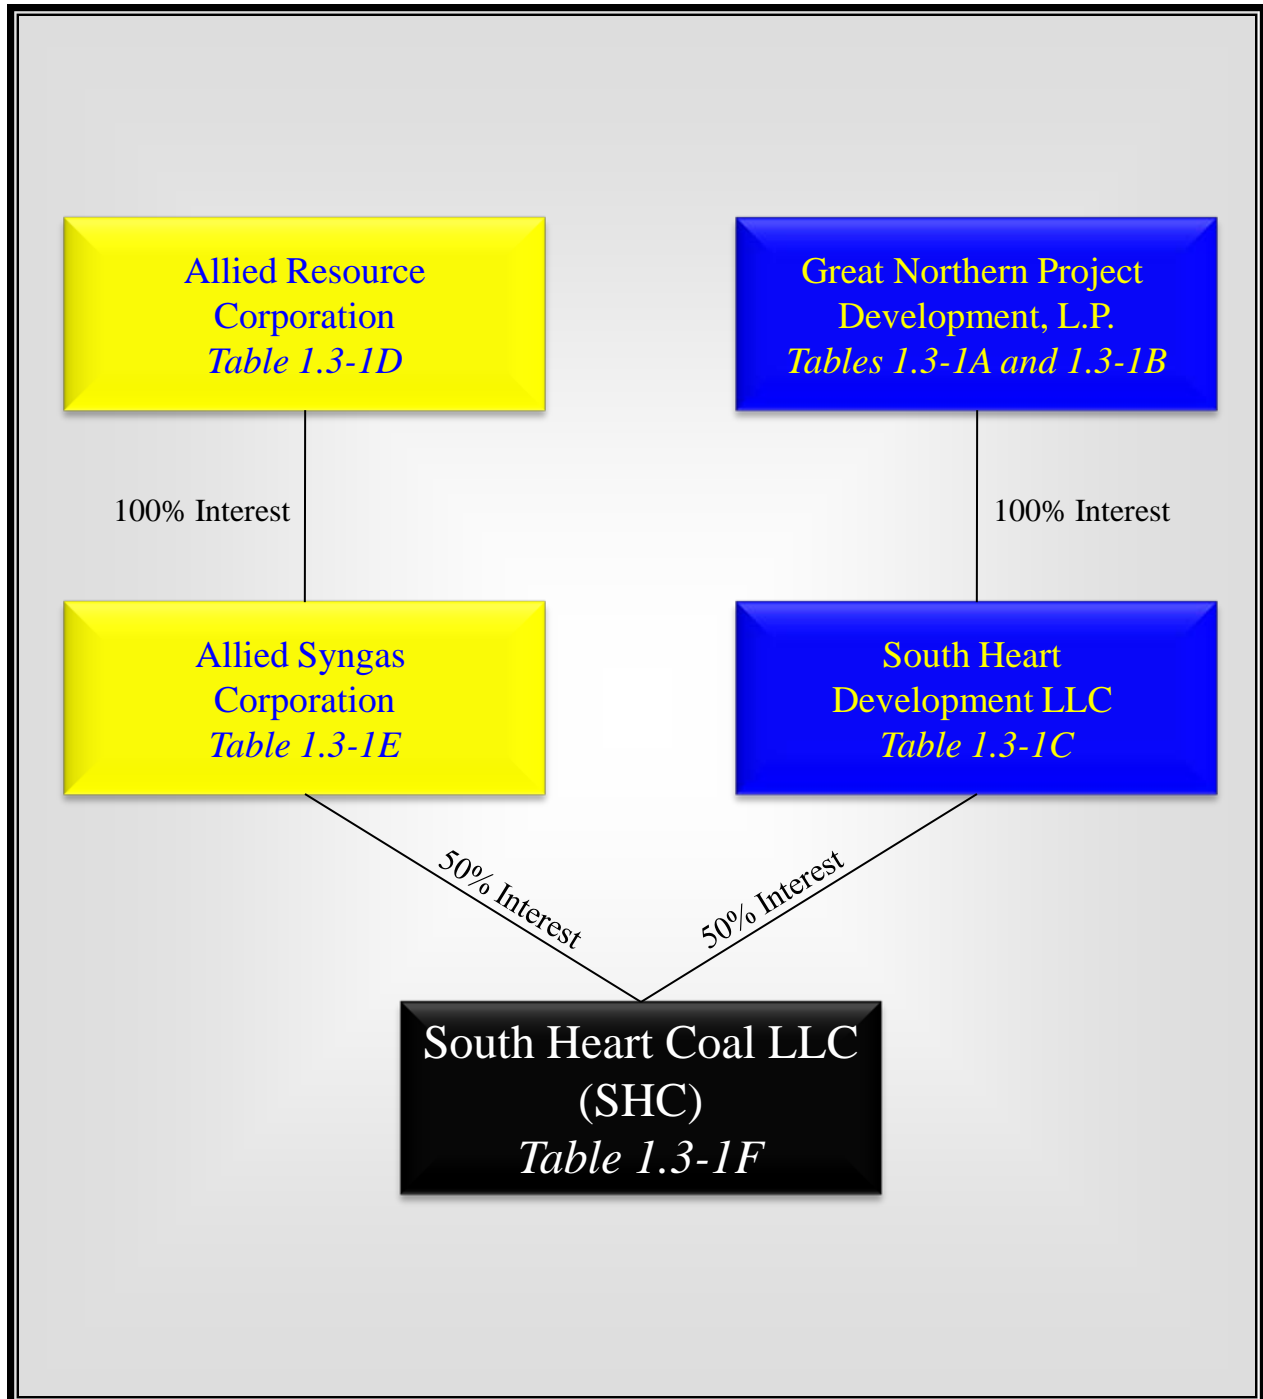 Allied Resource
Corporation
Table 1.3-1D
Great Northern Project
Development, L.P.
Tables 1.3-1A and 1.3-1B
100% Interest
100% Interest
Allied Syngas
Corporation
Table 1.3-1E
South Heart
Development LLC
Table 1.3-1C
50% Interest
50% Interest
South Heart Coal LLC
(SHC)
Table 1.3-1F